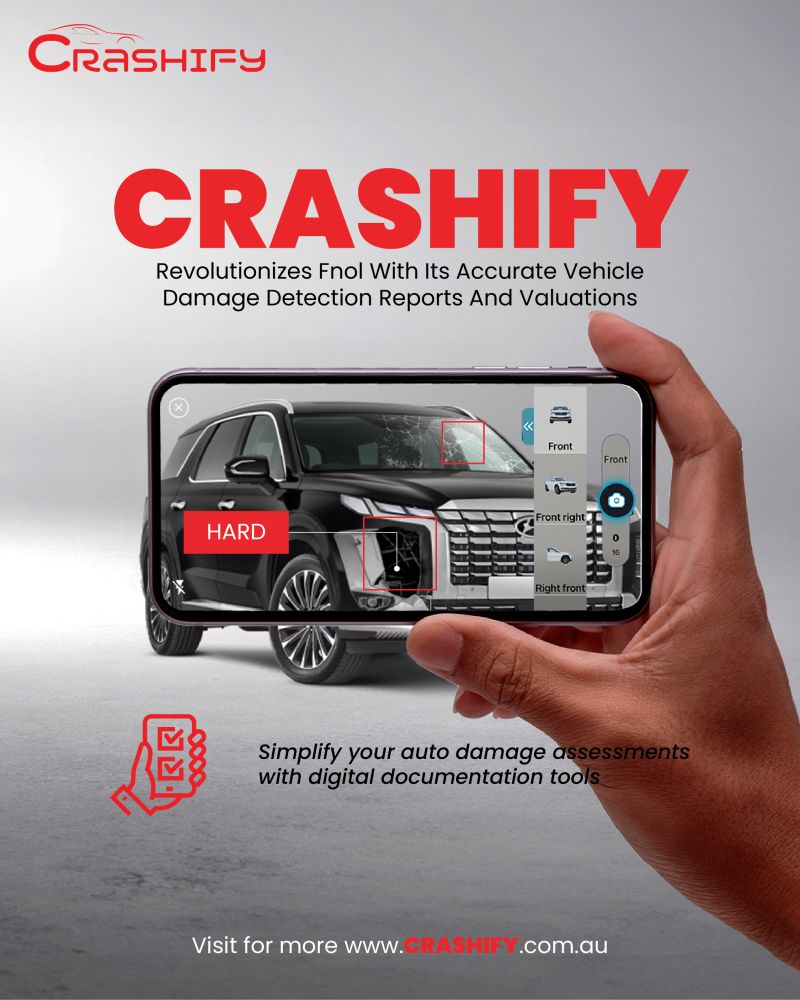 CRASHIFY
CRASHIFY
Revolutionizes Fnol With Its Accurate Vehicle
Damage Detection Reports And Valuations
Front
Front right
Right front
Front
0
16
HARD
Simplify your auto damage assessments
with digital documentation tools
Visit for more www.CRASHIFY.com.au